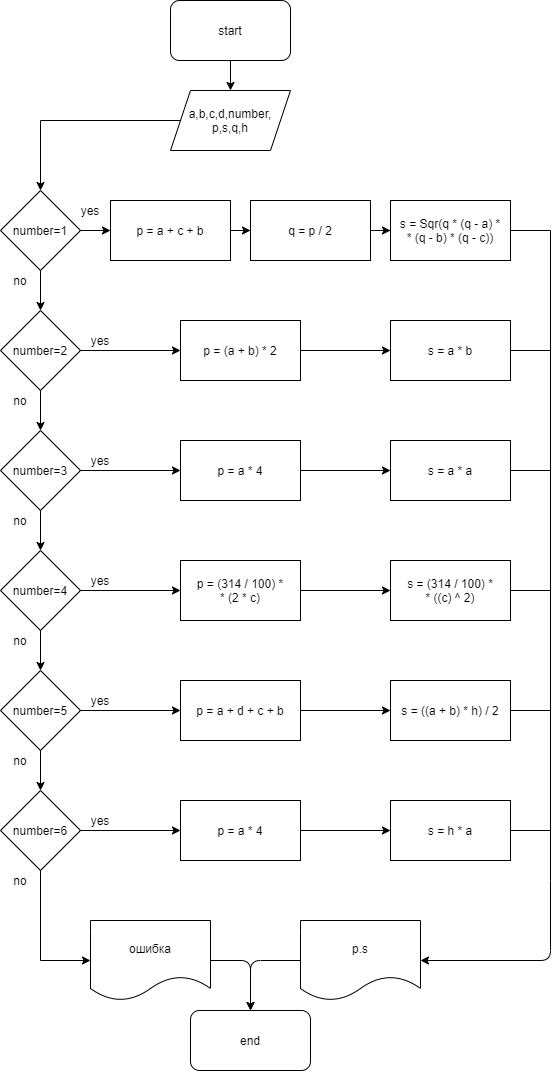 start
a,b,c,d,number,
p,s,q,h
number=1
yes
p = a + c + b
q = p / 2
s = Sqr(q * (q - a) *
* (q - b) * (q - c))
no
number=2
yes
p = (a + b) * 2
s = a * b
no
number=3
yes
p = a * 4
s = a * a
no
number=4
yes
p = (314 / 100) *
* (2 * c)
s = (314 / 100) *
* ((c) ^ 2)
no
number=5
yes
p = a + d + c + b
s = ((a + b) * h) / 2
no
number=6
yes
p = a * 4
s = h * a
no
ошибка
p.s
end